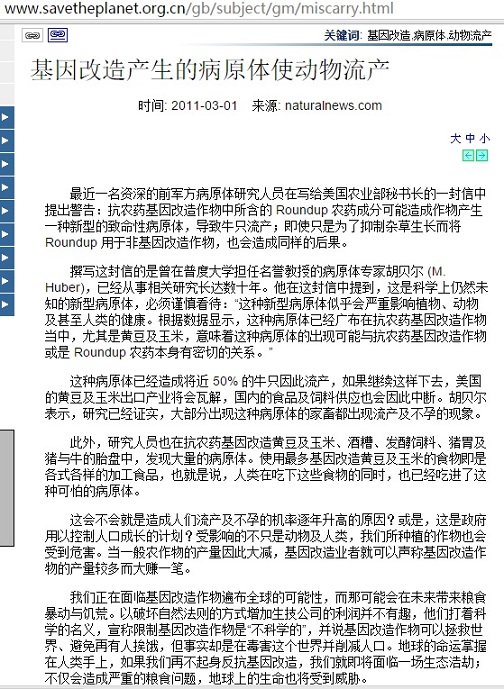 www.savetheplanet.org.cn/gb/subject/gm/miscarry.html
关键词: 基因改造,病原体,动物流产
基因改造产生的病原体使动物流产
时间: 2011-03-01 来源: naturalnews.com
大 中 小
最近一名资深的前军方病原体研究人员在写给美国农业部秘书长的一封信中
提出警告：抗农药基因改造作物中所含的 Roundup 农药成分可能造成作物产生
一种新型的致命性病原体，导致牛只流产；即使只是为了抑制杂草生长而将
Roundup 用于非基因改造作物，也会造成同样的后果。
撰写这封信的是曾在普度大学担任名誉教授的病原体专家胡贝尔 (M.
Huber)，已经从事相关研究长达数十年。他在这封信中提到，这是科学上仍然未
知的新型病原体，必须谨慎看待：“这种新型病原体似乎会严重影响植物、动物
及甚至人类的健康。根据数据显示，这种病原体已经广布在抗农药基因改造作物
当中，尤其是黄豆及玉米，意味着这种病原体的出现可能与抗农药基因改造作物
或是 Roundup 农药本身有密切的关系。”
这种病原体已经造成将近 50% 的牛只因此流产，如果继续这样下去，美国
的黄豆及玉米出口产业将会瓦解，国内的食品及饲料供应也会因此中断。胡贝尔
表示，研究已经证实，大部分出现这种病原体的家畜都出现流产及不孕的现象。
此外，研究人员也在抗农药基因改造黄豆及玉米、酒糟、发酵饲料、猪胃及
猪与牛的胎盘中，发现大量的病原体。使用最多基因改造黄豆及玉米的食物即是
各式各样的加工食品，也就是说，人类在吃下这些食物的同时，也已经吃进了这
种可怕的病原体。
这会不会就是造成人们流产及不孕的机率逐年升高的原因？或是，这是政府
用以控制人口成长的计划？受影响的不只是动物及人类，我们所种植的作物也会
受到危害。当一般农作物的产量因此大减，基因改造业者就可以声称基因改造作
物的产量较多而大赚一笔。
我们正在面临基因改造作物遍布全球的可能性，而那可能会在未来带来粮食
暴动与饥荒。以破坏自然法则的方式增加生技公司的利润并不有趣，他们打着科
学的名义，宣称限制基因改造作物是“不科学的”，并说基因改造作物可以拯救世
界、避免再有人挨饿，但事实却是在毒害这个世界并削减人口。地球的命运掌握
在人类手上，如果我们再不起身反抗基因改造，我们就即将面临一场生态浩劫；
不仅会造成严重的粮食问题，地球上的生命也将受到威胁。